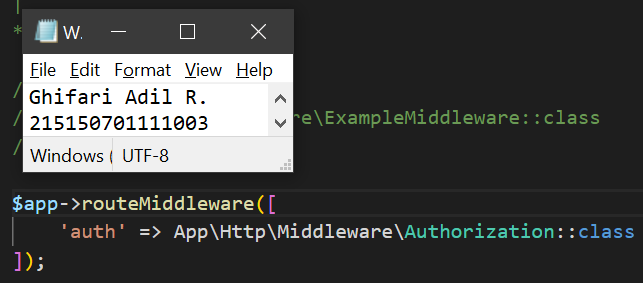 *
W.
File Edit Format View Help
/
Ghifari Adil R.
/
re\ExampleMiddleware::class
215150701111003
/
Windows ( UTF-8
$app->routeMiddleware([
'auth' => App\Http\Middleware\Authorization::class
]);